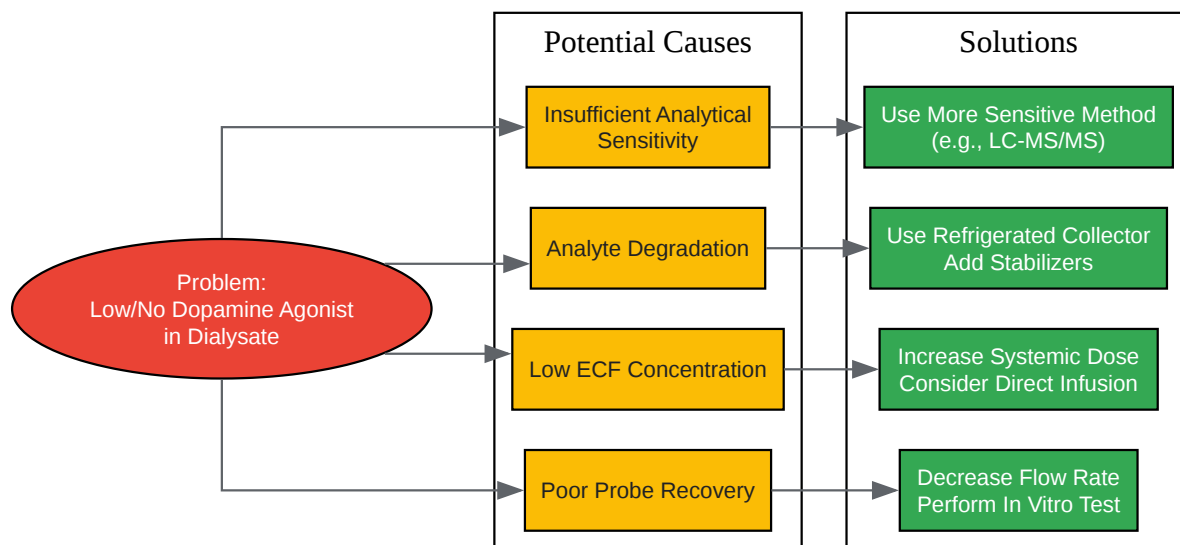 Potential Causes
Solutions
Insufficient Analytical
Sensitivity
Use More Sensitive Method
(e.g., LC-MS/MS)
Analyte Degradation
Use Refrigerated Collector
Add Stabilizers
Problem:
Low/No Dopamine Agonist
in Dialysate
Low ECF Concentration
Increase Systemic Dose
Consider Direct Infusion
Poor Probe Recovery
Decrease Flow Rate
Perform In Vitro Test